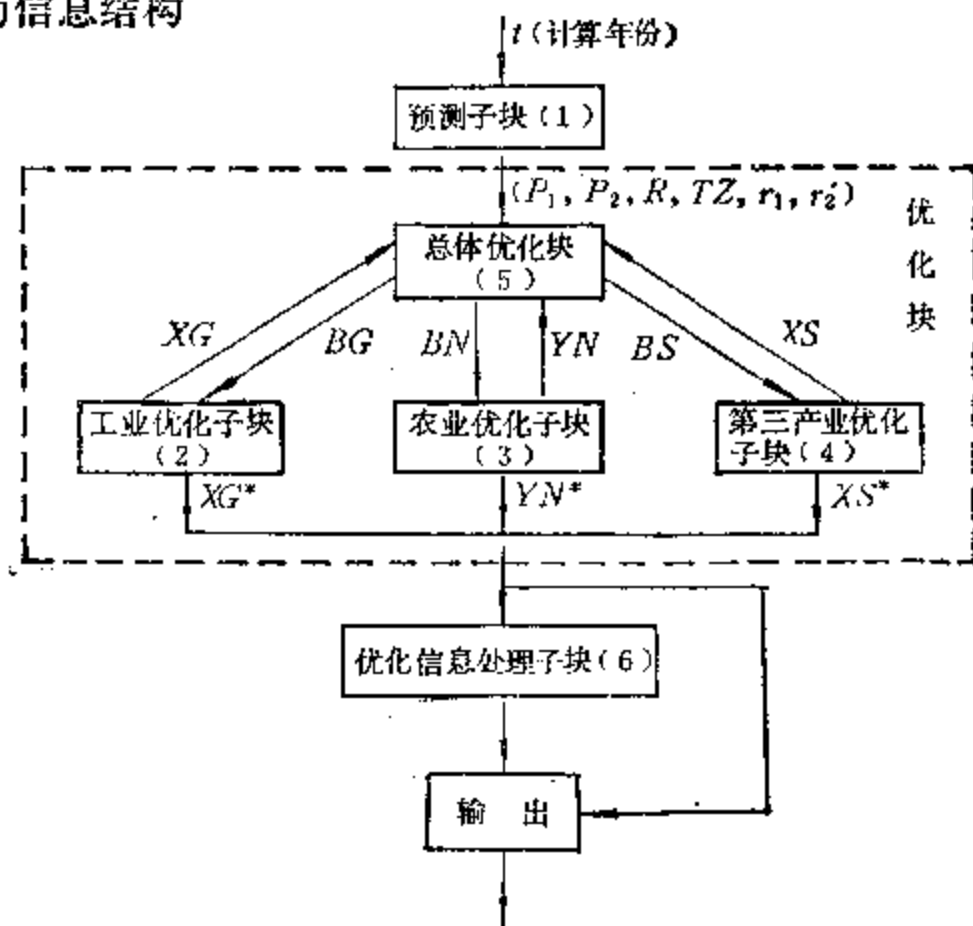 的信息结构
t(计算年份)
预测子块(1)
(P₁, P₂, R, TZ, r₁, r₂′)
优化块
总体优化块
(5)
XG
BG
BN
YN
BS
XS
工业优化子块
(2)
农业优化子块
(3)
第三产业优化
子块(4)
XG*
YN*
XS*
优化信息处理子块(6)
输 出